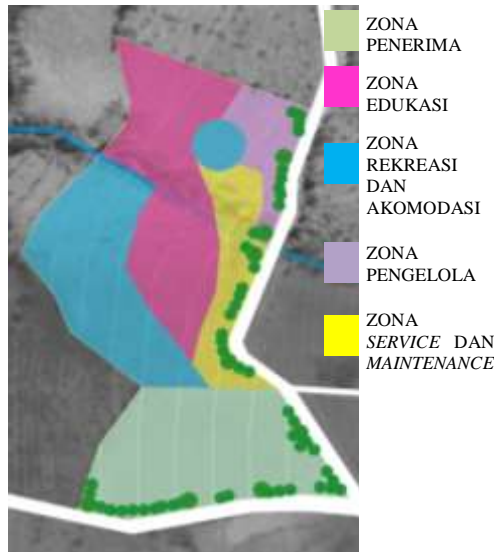 ZONA
PENERIMA
ZONA
EDUKASI
ZONA
REKREASI
DAN
AKOMODASI
ZONA
PENGELOLA
ZONA
SERVICE DAN
MAINTENANCE